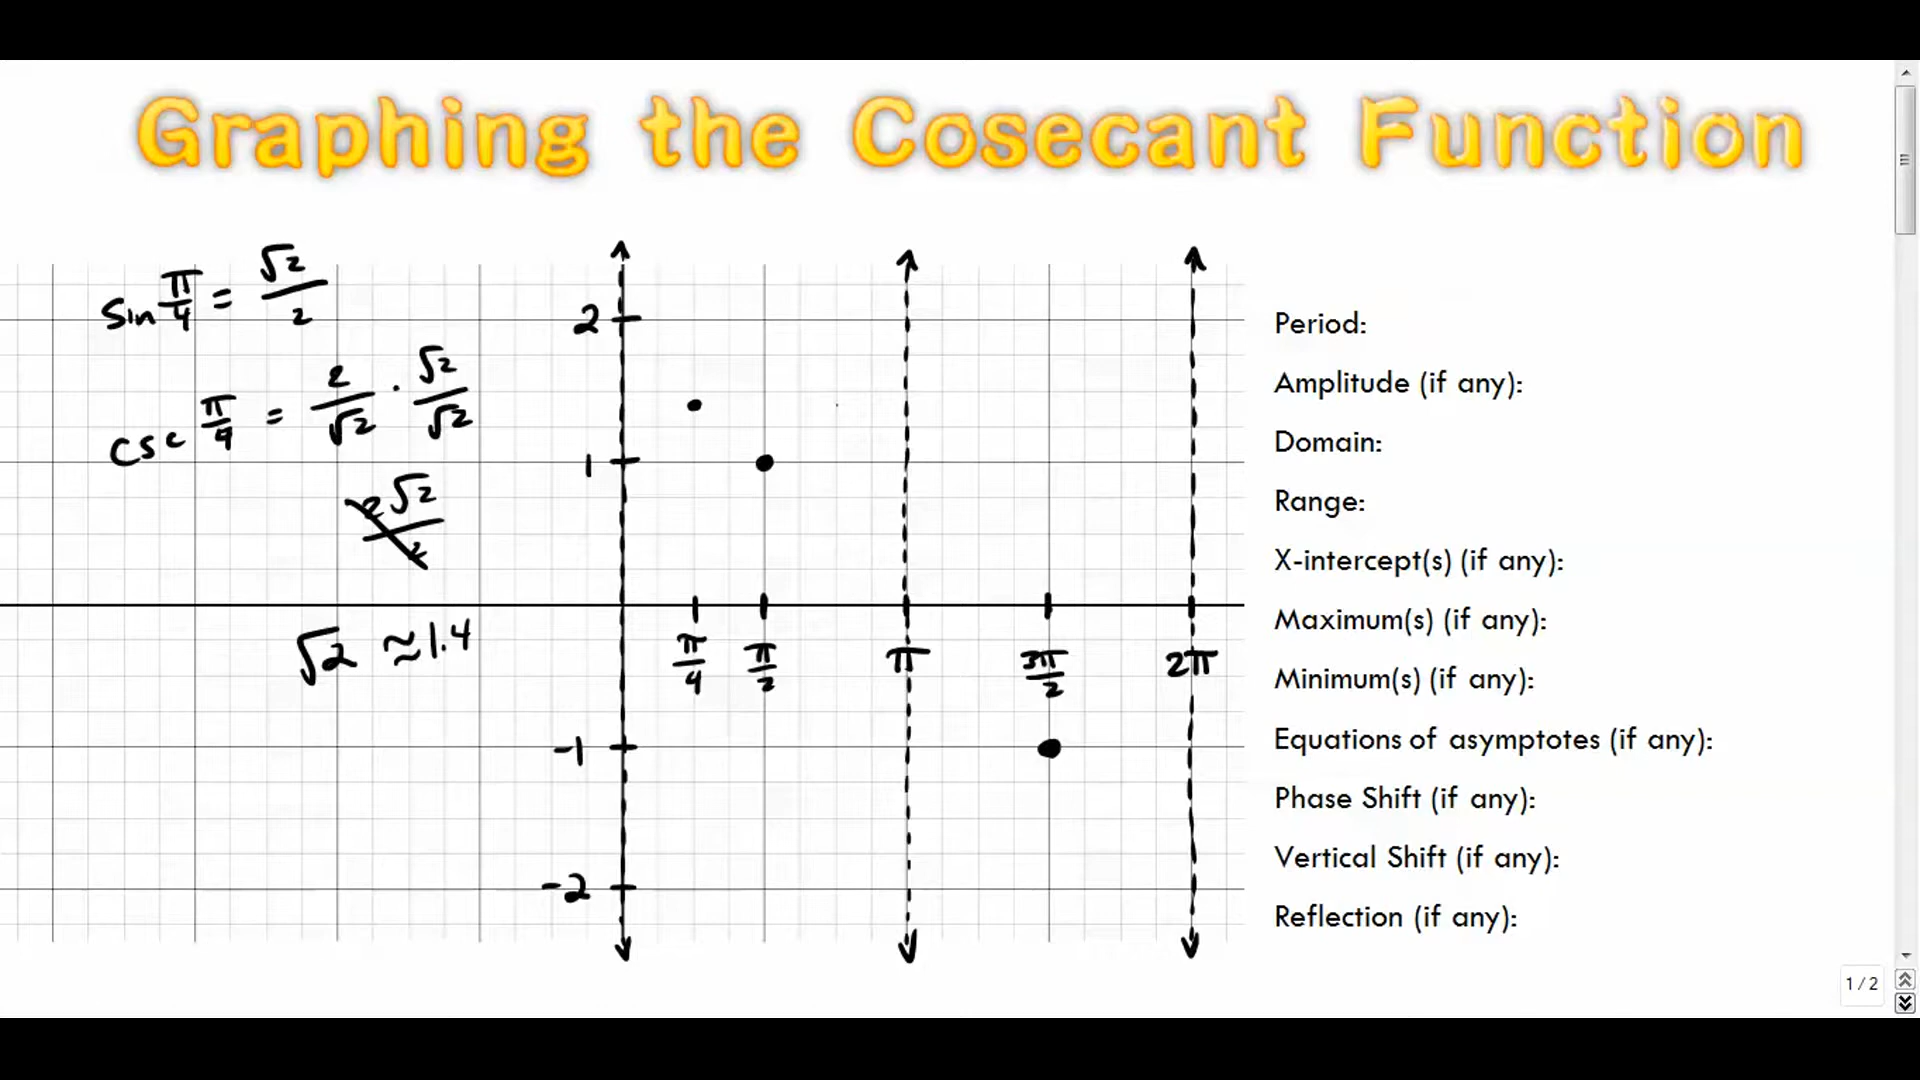 Graphing the Cosecant Function
sin π/4 = √2/2
csc π/4 = 2/√2 · √2/√2
2√2/2
√2 ≈ 1.4
2
1
-1
-2
π/4 π/2 π 3π/2 2π
Period:
Amplitude (if any):
Domain:
Range:
X-intercept(s) (if any):
Maximum(s) (if any):
Minimum(s) (if any):
Equations of asymptotes (if any):
Phase Shift (if any):
Vertical Shift (if any):
Reflection (if any):
1 / 2